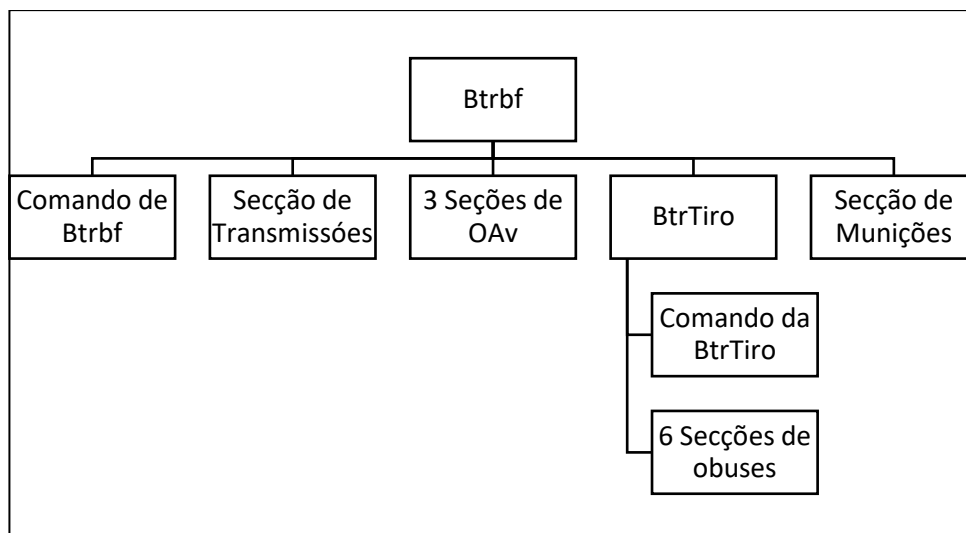 Btrbf
Comando de
Btrbf
Secção de
Transmissóes
3 Seções de
OAv
BtrTiro
Secção de
Munições
Comando da
BtrTiro
6 Secções de
obuses